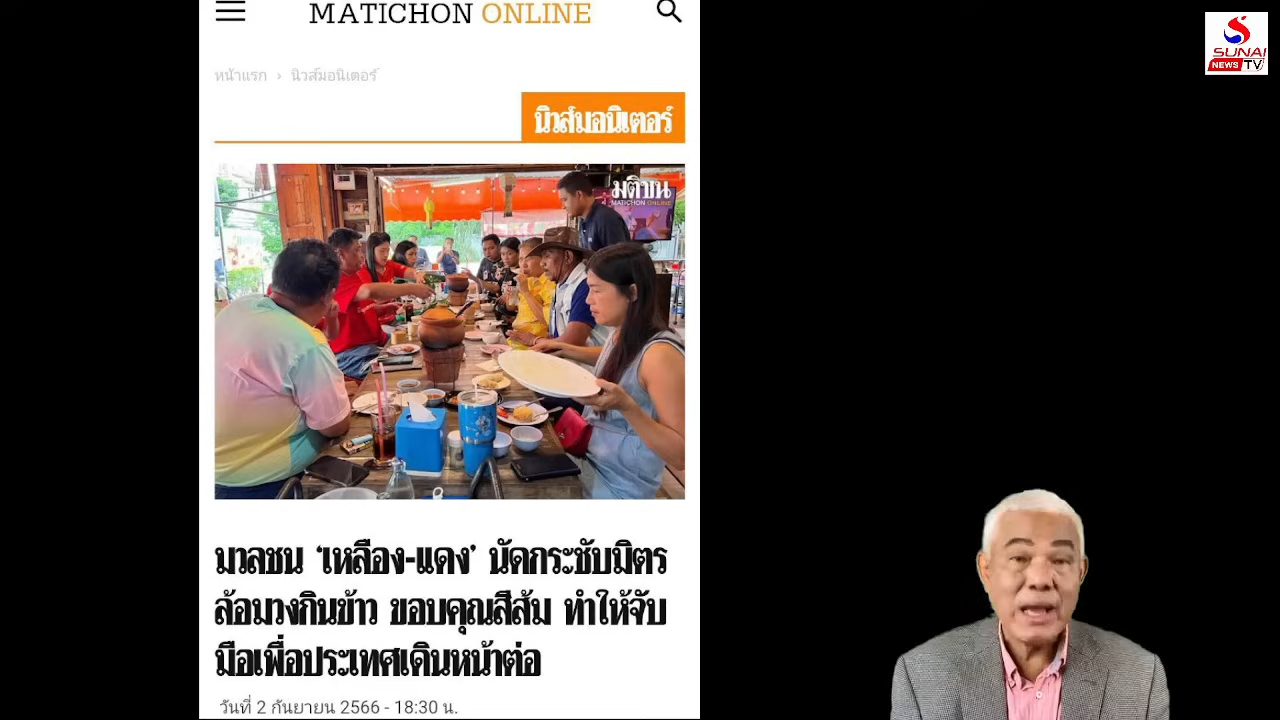 MATICHON ONLINE
SUNAI
NEWS TV
หน้าแรก › นิวส์มอนิเตอร์
นิวส์มอนิเตอร์
มติชน
MATICHON ONLINE
มวลชน ‘เหลือง-แดง’ นัดกระชับมิตร
ล้อมวงกินข้าว ขอบคุณสีส้ม ทำให้จับ
มือเพื่อประเทศเดินหน้าต่อ
วันที่ 2 กันยายน 2566 - 18:30 น.